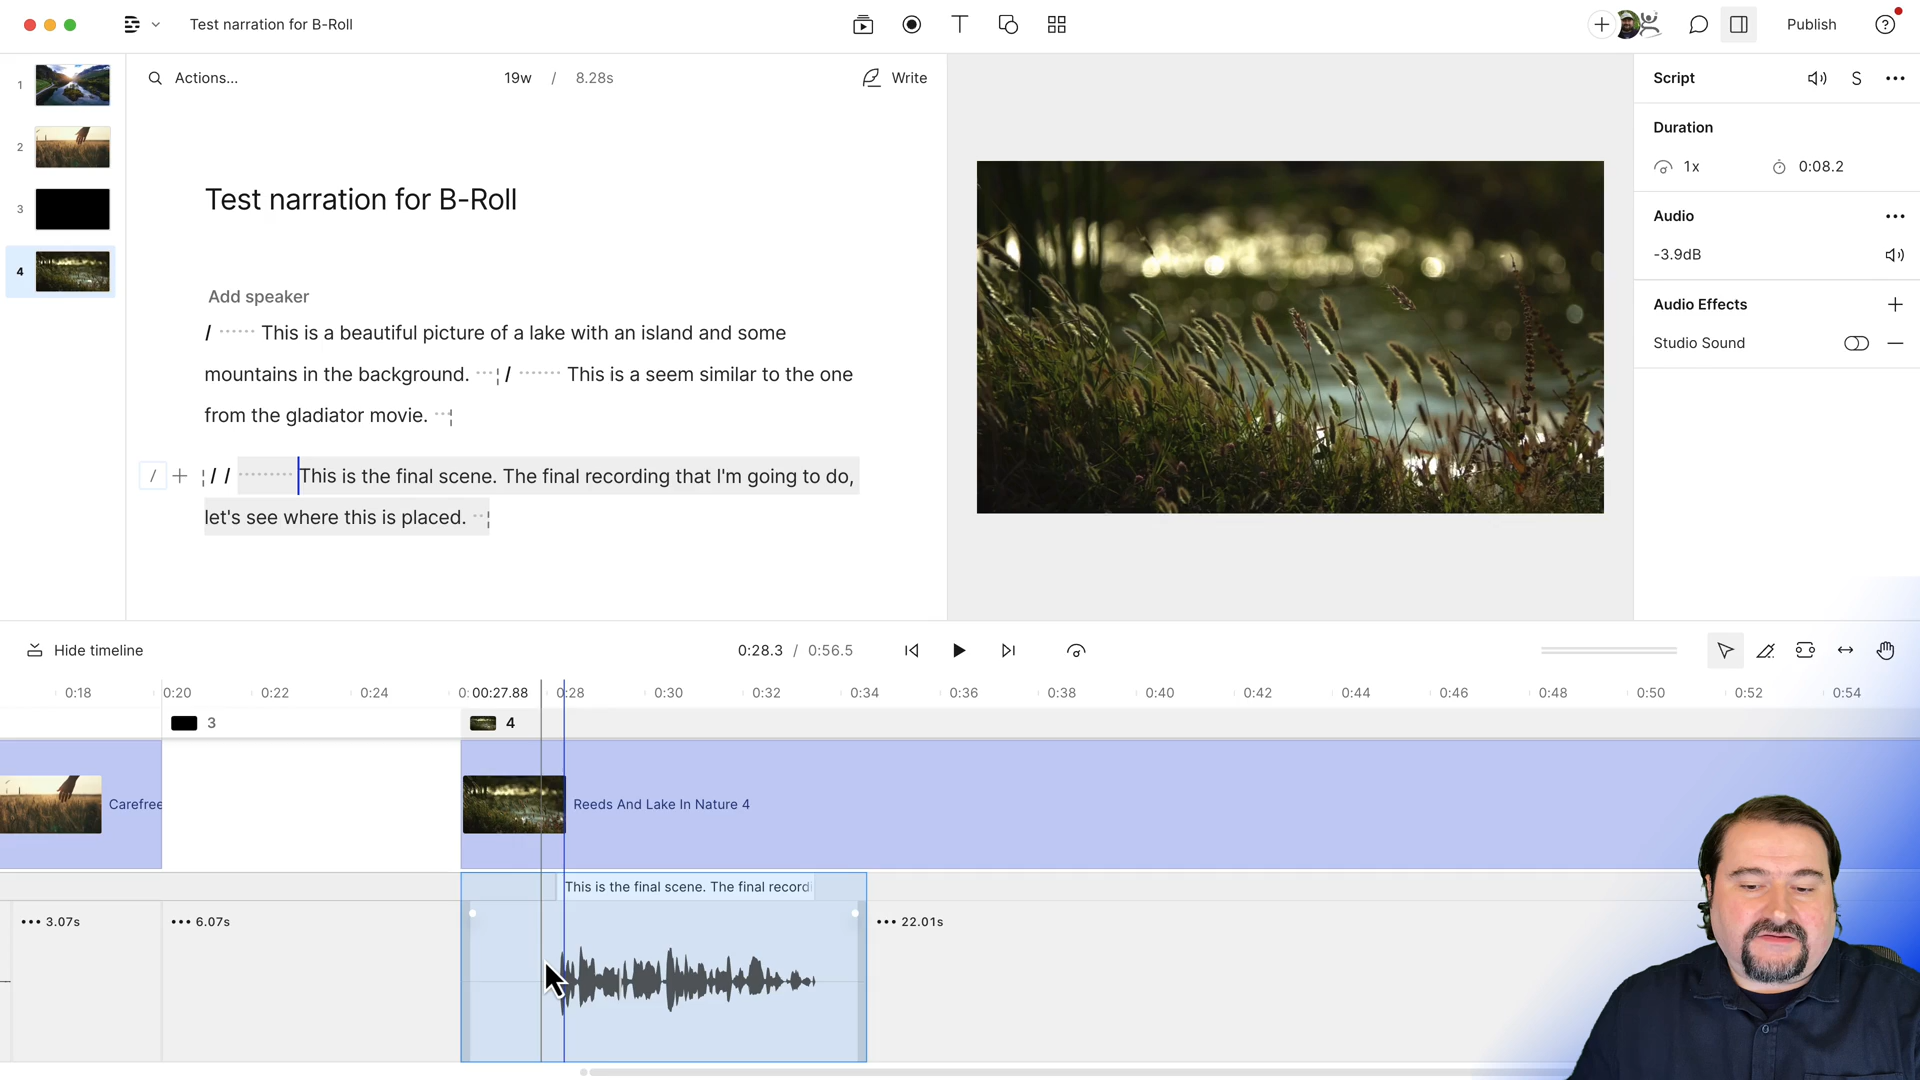 Test narration for B-Roll
Publish
1
2
3
4
Actions...
19w / 8.28s
Write
Test narration for B-Roll
Add speaker
/ ······ This is a beautiful picture of a lake with an island and some
mountains in the background. ···¦ / ······· This is a seem similar to the one
from the gladiator movie. ···¦
/ + ¦ / / ········· This is the final scene. The final recording that I'm going to do,
let's see where this is placed. ···¦
Script
S
Duration
1x
0:08.2
Audio
-3.9dB
Audio Effects
Studio Sound
Hide timeline
0:28.3 / 0:56.5
0:18
0:20
0:22
0:24
0:00:27.88
0:28
0:30
0:32
0:34
0:36
0:38
0:40
0:42
0:44
0:46
0:48
0:50
0:52
0:54
3
4
Carefree
Reeds And Lake In Nature 4
This is the final scene. The final record
••• 3.07s
••• 6.07s
••• 22.01s